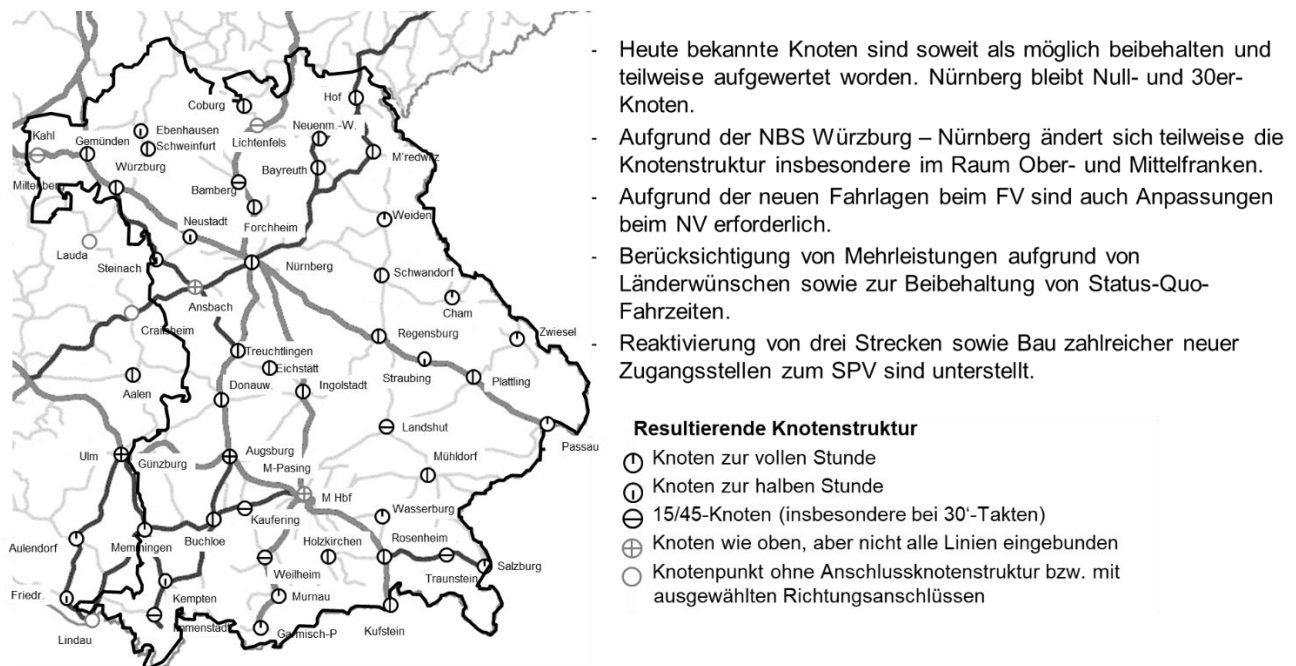 Coburg
Hof
Ebenhausen
Schweinfurt
Lichtenfels
Neuenm.-W.
Kahl
Gemünden
Würzburg
M'redwitz
Bayreuth
Miltenberg
Bamberg
Neustadt
Forchheim
Weiden
Lauda
Steinach
Nürnberg
Schwandorf
Ansbach
Cham
Crailsheim
Regensburg
Zwiesel
Treuchtlingen
Eichstätt
Straubing
Plattling
Aalen
Donauw.
Ingolstadt
Landshut
Passau
Ulm
Günzburg
Augsburg
M-Pasing
Mühldorf
M Hbf
Wasserburg
Kaufering
Aulendorf
Memmingen
Buchloe
Holzkirchen
Rosenheim
Weilheim
Traunstein
Salzburg
Friedr.
Kempten
Murnau
Immenstadt
Garmisch-P
Kufstein
Lindau
- Heute bekannte Knoten sind soweit als möglich beibehalten und
teilweise aufgewertet worden. Nürnberg bleibt Null- und 30er-
Knoten.
- Aufgrund der NBS Würzburg – Nürnberg ändert sich teilweise die
Knotenstruktur insbesondere im Raum Ober- und Mittelfranken.
- Aufgrund der neuen Fahrlagen beim FV sind auch Anpassungen
beim NV erforderlich.
- Berücksichtigung von Mehrleistungen aufgrund von
Länderwünschen sowie zur Beibehaltung von Status-Quo-
Fahrzeiten.
- Reaktivierung von drei Strecken sowie Bau zahlreicher neuer
Zugangsstellen zum SPV sind unterstellt.
Resultierende Knotenstruktur
Knoten zur vollen Stunde
Knoten zur halben Stunde
15/45-Knoten (insbesondere bei 30‘-Takten)
Knoten wie oben, aber nicht alle Linien eingebunden
Knotenpunkt ohne Anschlussknotenstruktur bzw. mit
ausgewählten Richtungsanschlüssen